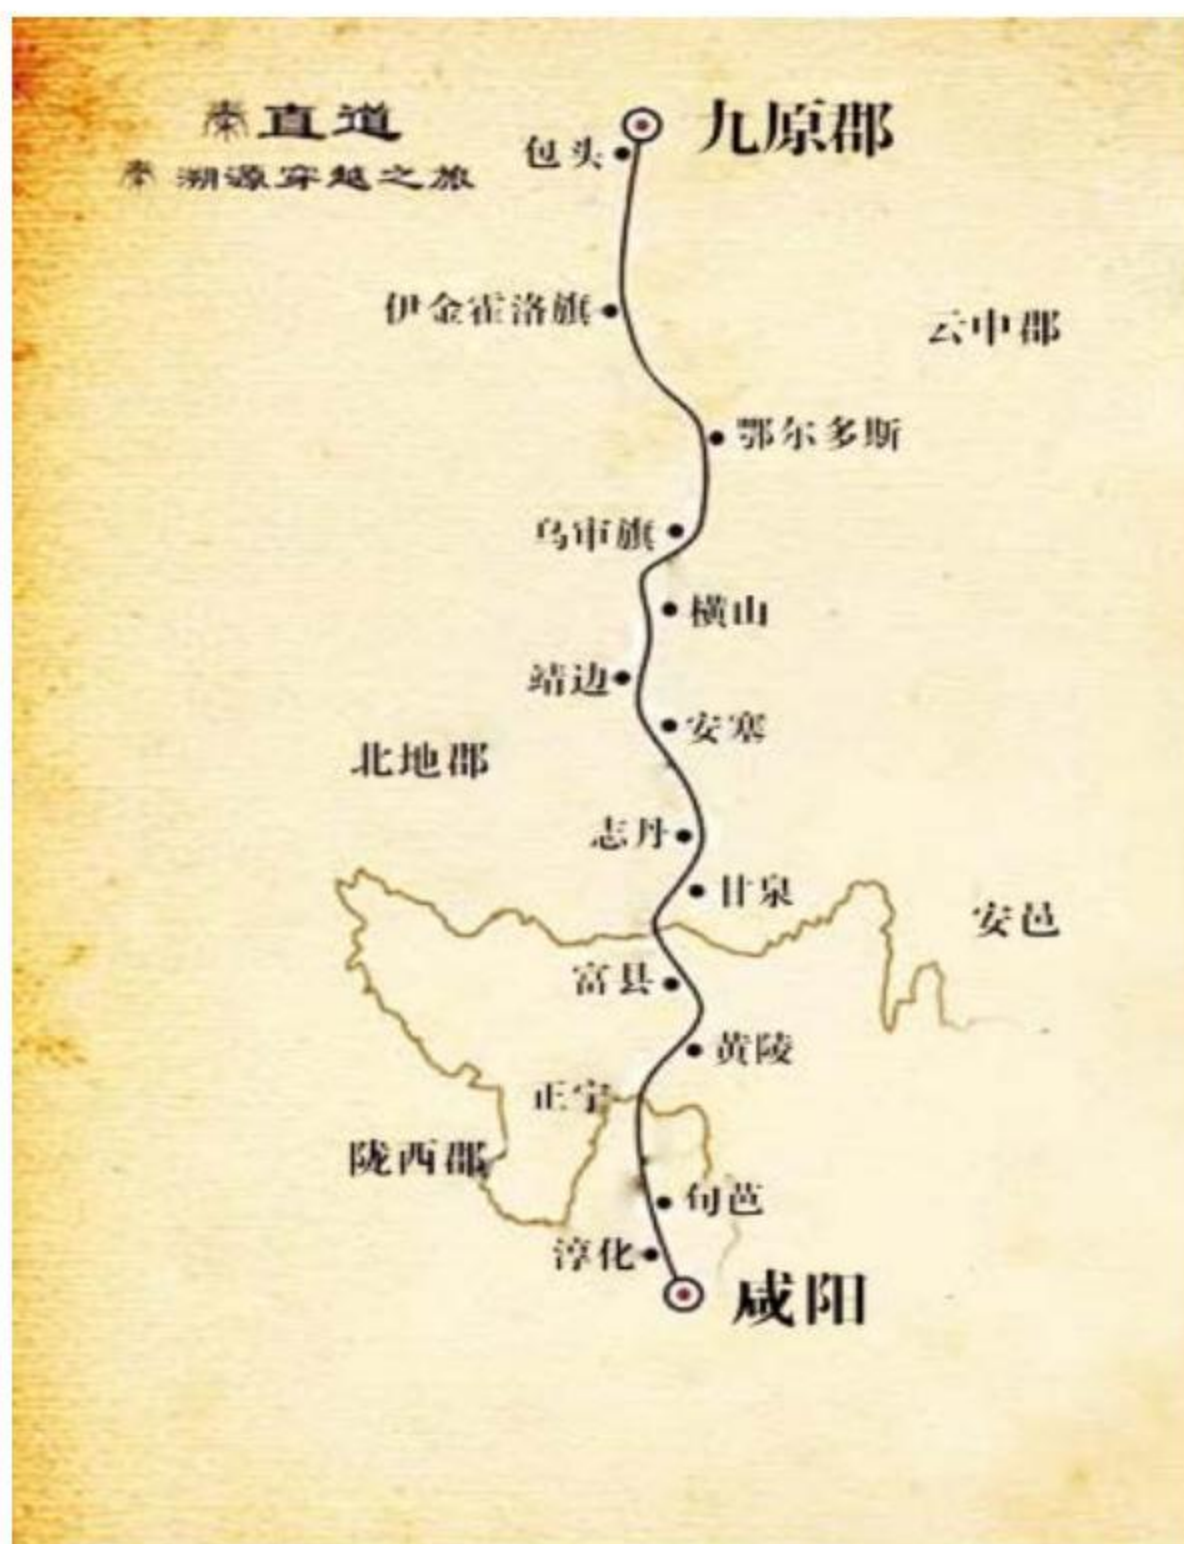 秦直道
秦 溯源穿越之旅
九原郡
包头
伊金霍洛旗
云中郡
鄂尔多斯
乌审旗
横山
靖边
安塞
北地郡
志丹
甘泉
安邑
富县
黄陵
正宁
陇西郡
旬芭
淳化
咸阳